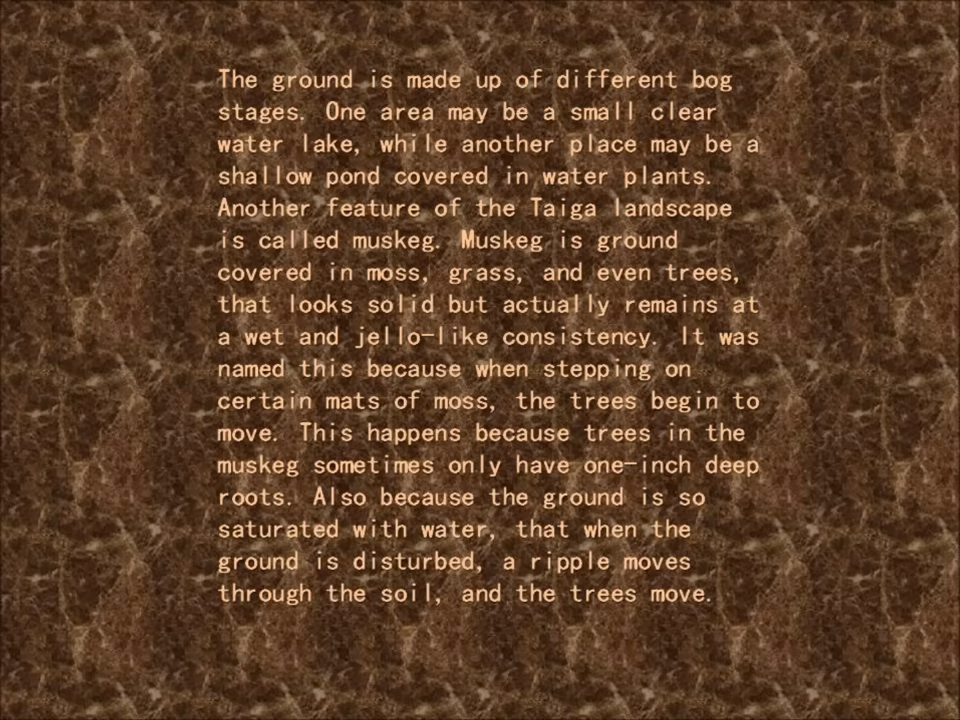 The ground is made up of different bog
stages. One area may be a small clear
water lake, while another place may be a
shallow pond covered in water plants.
Another feature of the Taiga landscape
is called muskeg. Muskeg is ground
covered in moss, grass, and even trees,
that looks solid but actually remains at
a wet and jello-like consistency. It was
named this because when stepping on
certain mats of moss, the trees begin to
move. This happens because trees in the
muskeg sometimes only have one-inch deep
roots. Also because the ground is so
saturated with water, that when the
ground is disturbed, a ripple moves
through the soil, and the trees move.